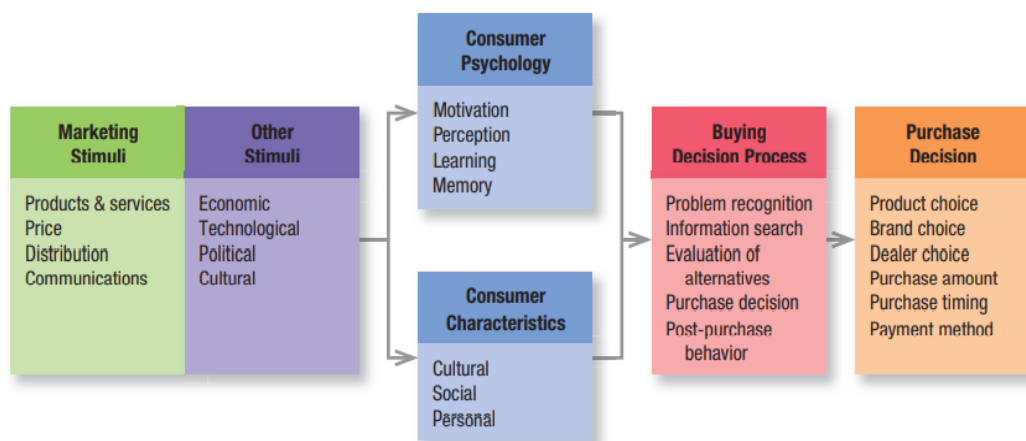 Marketing
Stimuli
Products & services
Price
Distribution
Communications
Other
Stimuli
Economic
Technological
Political
Cultural
Consumer
Psychology
Motivation
Perception
Learning
Memory
Consumer
Characteristics
Cultural
Social
Personal
Buying
Decision Process
Problem recognition
Information search
Evaluation of
alternatives
Purchase decision
Post-purchase
behavior
Purchase
Decision
Product choice
Brand choice
Dealer choice
Purchase amount
Purchase timing
Payment method